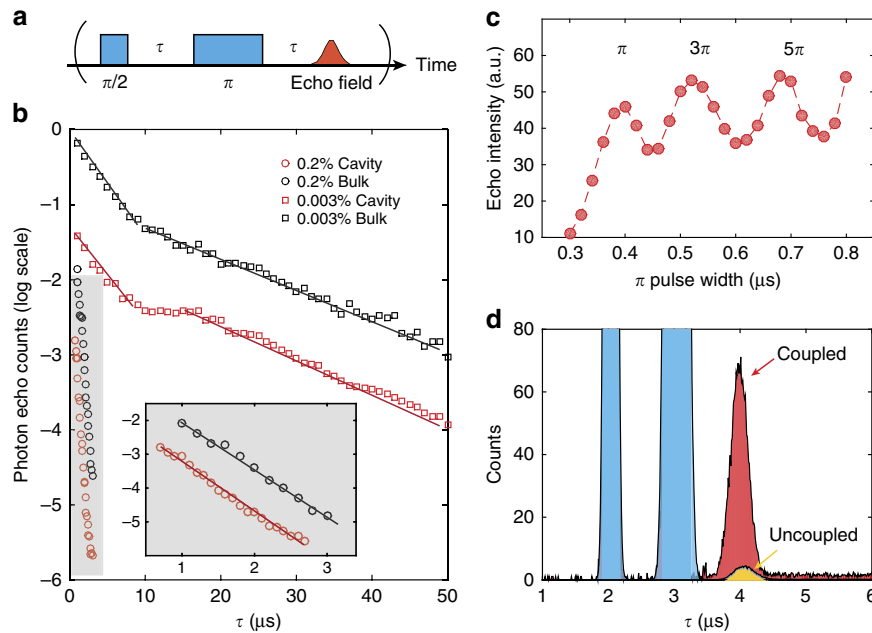 a
τ
τ
Time
π/2
π
Echo field
b
Photon echo counts (log scale)
0
−1
−2
−3
−4
−5
−6
0.2% Cavity
0.2% Bulk
0.003% Cavity
0.003% Bulk
−2
−3
−4
−5
1
2
3
0
10
20
30
40
50
τ (μs)
c
Echo intensity (a.u.)
60
50
40
30
20
10
π
3π
5π
0.3
0.4
0.5
0.6
0.7
0.8
π pulse width (μs)
d
Counts
80
60
40
20
0
Coupled
Uncoupled
1
2
3
4
5
6
τ (μs)